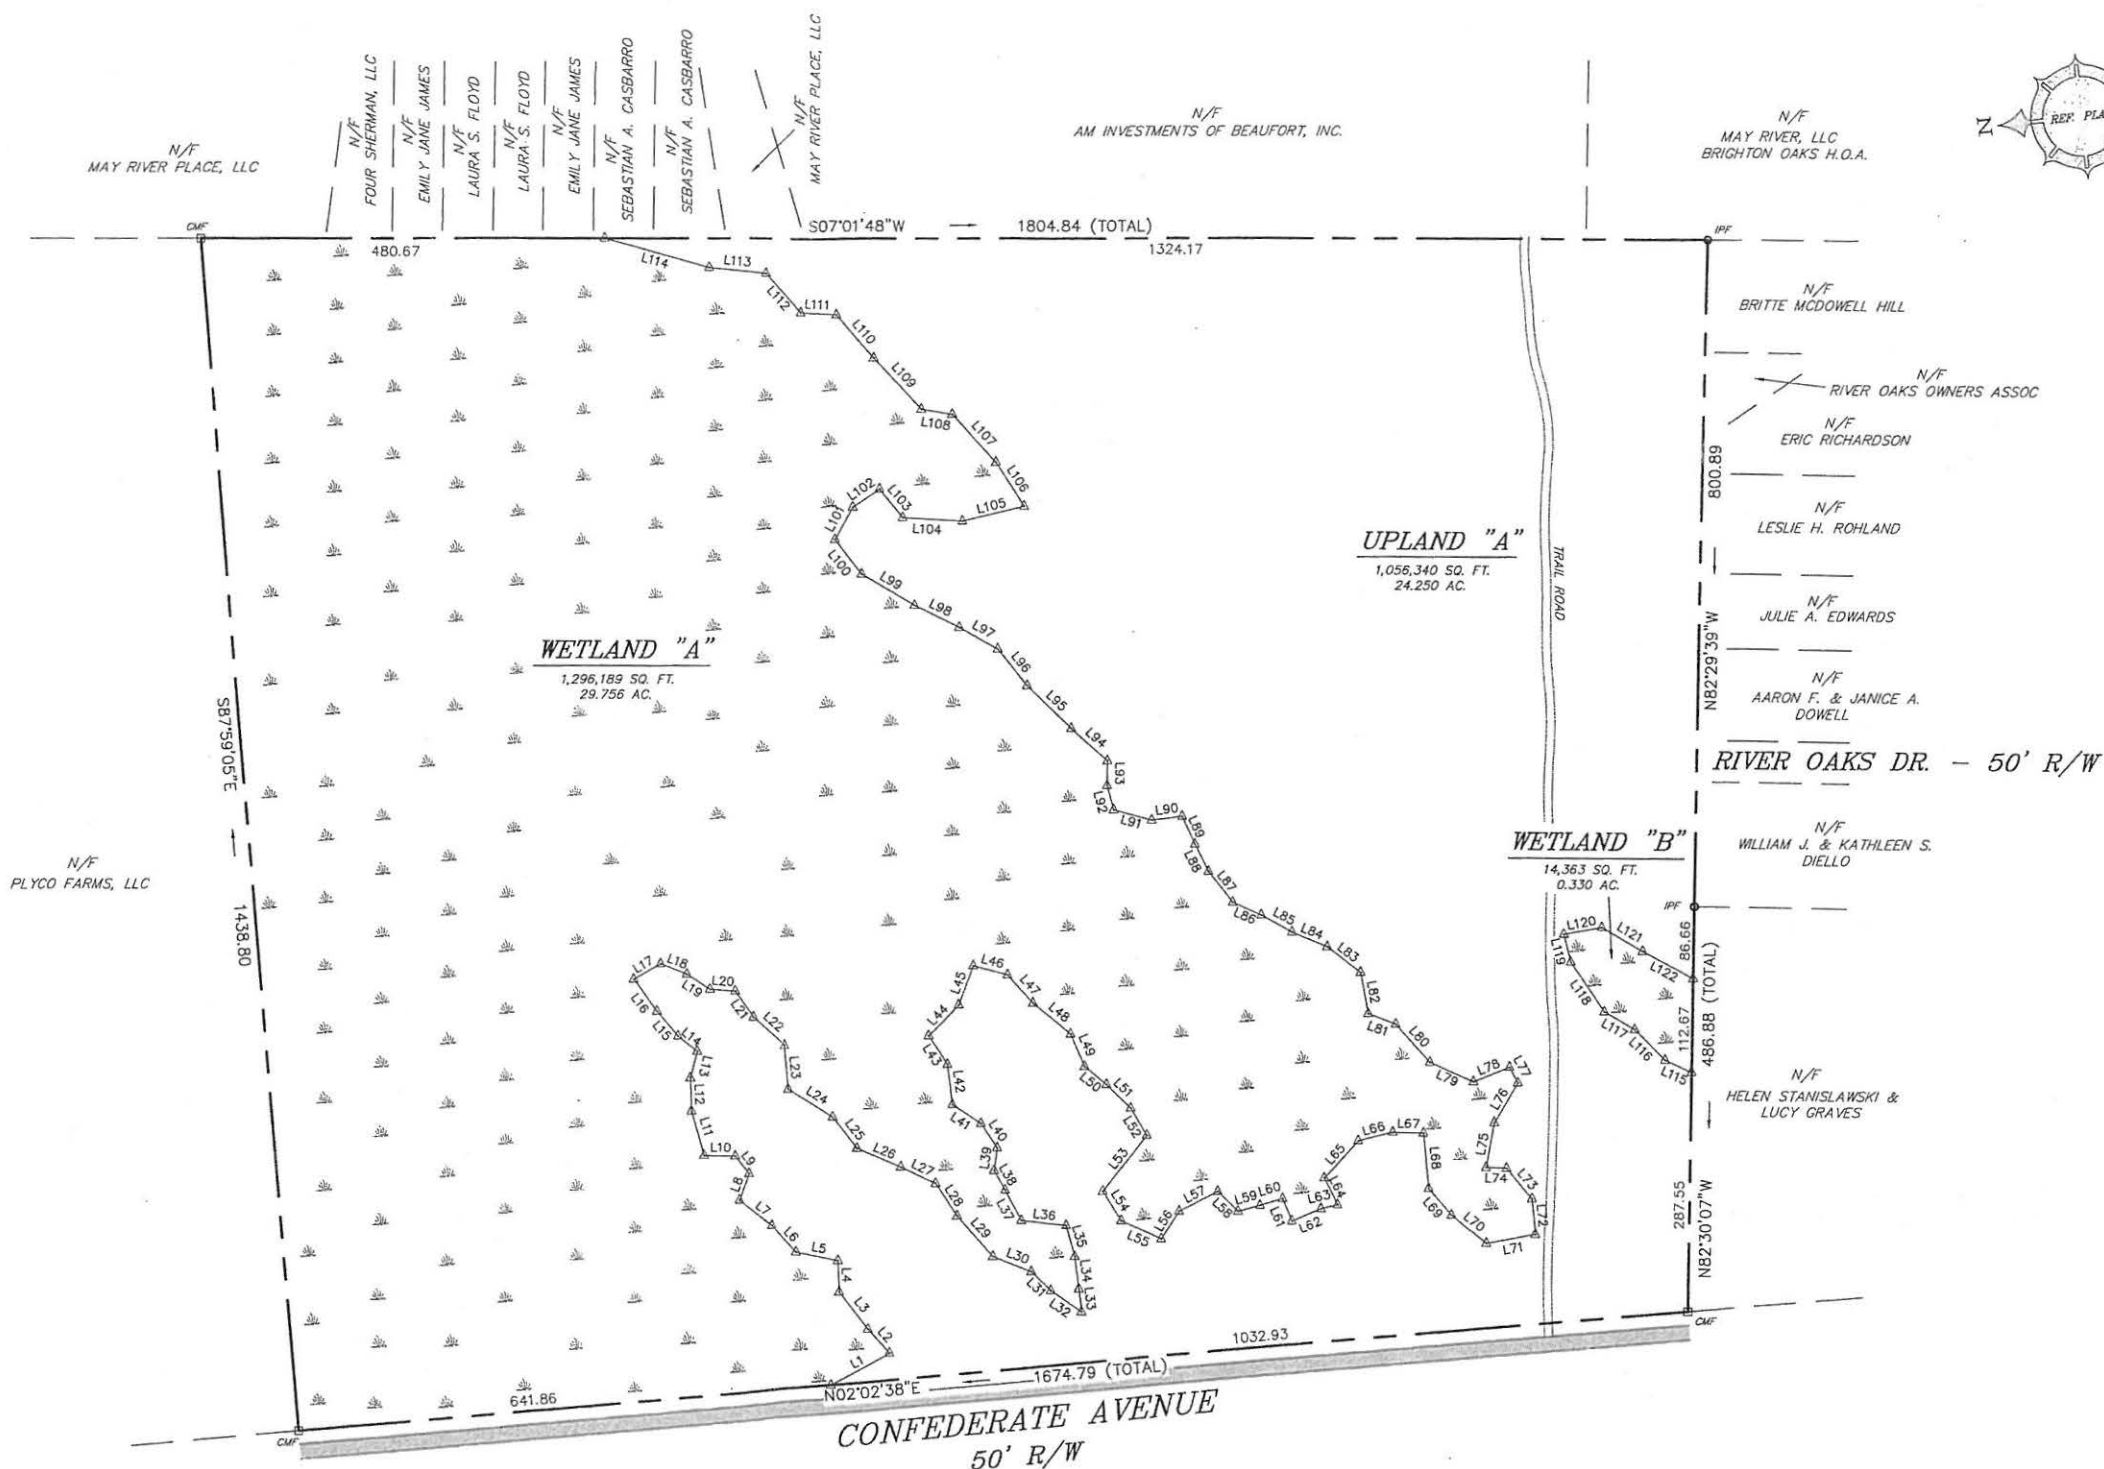 N/F
MAY RIVER PLACE, LLC
N/F
FOUR SHERMAN, LLC
N/F
EMILY JANE JAMES
N/F
LAURA S. FLOYD
N/F
LAURA S. FLOYD
N/F
EMILY JANE JAMES
N/F
SEBASTIAN A. CASBARRO
N/F
SEBASTIAN A. CASBARRO
N/F
MAY RIVER PLACE, LLC
N/F
AM INVESTMENTS OF BEAUFORT, INC.
N/F
MAY RIVER, LLC
BRIGHTON OAKS H.O.A.
N
REF. PLA
CMF
480.67
S07°01'48"W
1804.84 (TOTAL)
1324.17
IPF
L114
L113
L112
L111
L110
L109
L108
L107
L106
L105
L104
L103
L102
L101
L100
L99
L98
L97
L96
L95
L94
L93
L92
L91
L90
L89
L88
L87
L86
L85
L84
L83
L82
L81
L80
L79
L78
L77
L76
L75
L74
L73
L72
L71
L70
L69
L68
L67
L66
L65
L64
L63
L62
L61
L60
L59
L58
L57
L56
L55
L54
L53
L52
L51
L50
L49
L48
L47
L46
L45
L44
L43
L42
L41
L40
L39
L38
L37
L36
L35
L34
L33
L32
L31
L30
L29
L28
L27
L26
L25
L24
L23
L22
L21
L20
L19
L18
L17
L16
L15
L14
L13
L12
L11
L10
L9
L8
L7
L6
L5
L4
L3
L2
L1
UPLAND "A"
1,056,340 SQ. FT.
24.250 AC.
TRAIL ROAD
WETLAND "A"
1,296,189 SQ. FT.
29.756 AC.
WETLAND "B"
14,363 SQ. FT.
0.330 AC.
L120
L121
L122
L119
L118
L117
L116
L115
N/F
BRITTE MCDOWELL HILL
N/F
RIVER OAKS OWNERS ASSOC
N/F
ERIC RICHARDSON
800.89
N/F
LESLIE H. ROHLAND
N/F
JULIE A. EDWARDS
N82°29'39"W
N/F
AARON F. & JANICE A.
DOWELL
RIVER OAKS DR. - 50' R/W
N/F
WILLIAM J. & KATHLEEN S.
DIELLO
IPF
86.66
112.67
486.88 (TOTAL)
N/F
HELEN STANISLAWSKI &
LUCY GRAVES
287.55
N82°30'07"W
CMF
S87°59'05"E
1438.80
N/F
PLYCO FARMS, LLC
CMF
641.86
N02°02'38"E
1674.79 (TOTAL)
1032.93
CONFEDERATE AVENUE
50' R/W